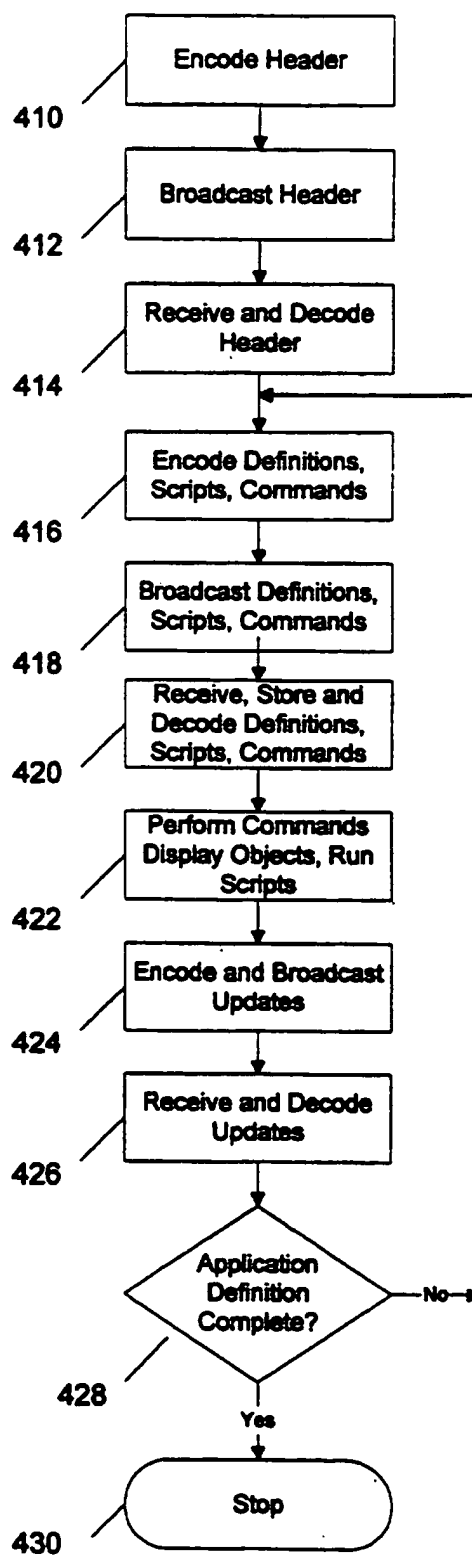 Encode Header
410
Broadcast Header
412
Receive and Decode
Header
414
Encode Definitions,
Scripts, Commands
416
Broadcast Definitions,
Scripts, Commands
418
Receive, Store and
Decode Definitions,
Scripts, Commands
420
Perform Commands
Display Objects, Run
Scripts
422
Encode and Broadcast
Updates
424
Receive and Decode
Updates
426
Application
Definition
Complete?
No
428
Yes
Stop
430